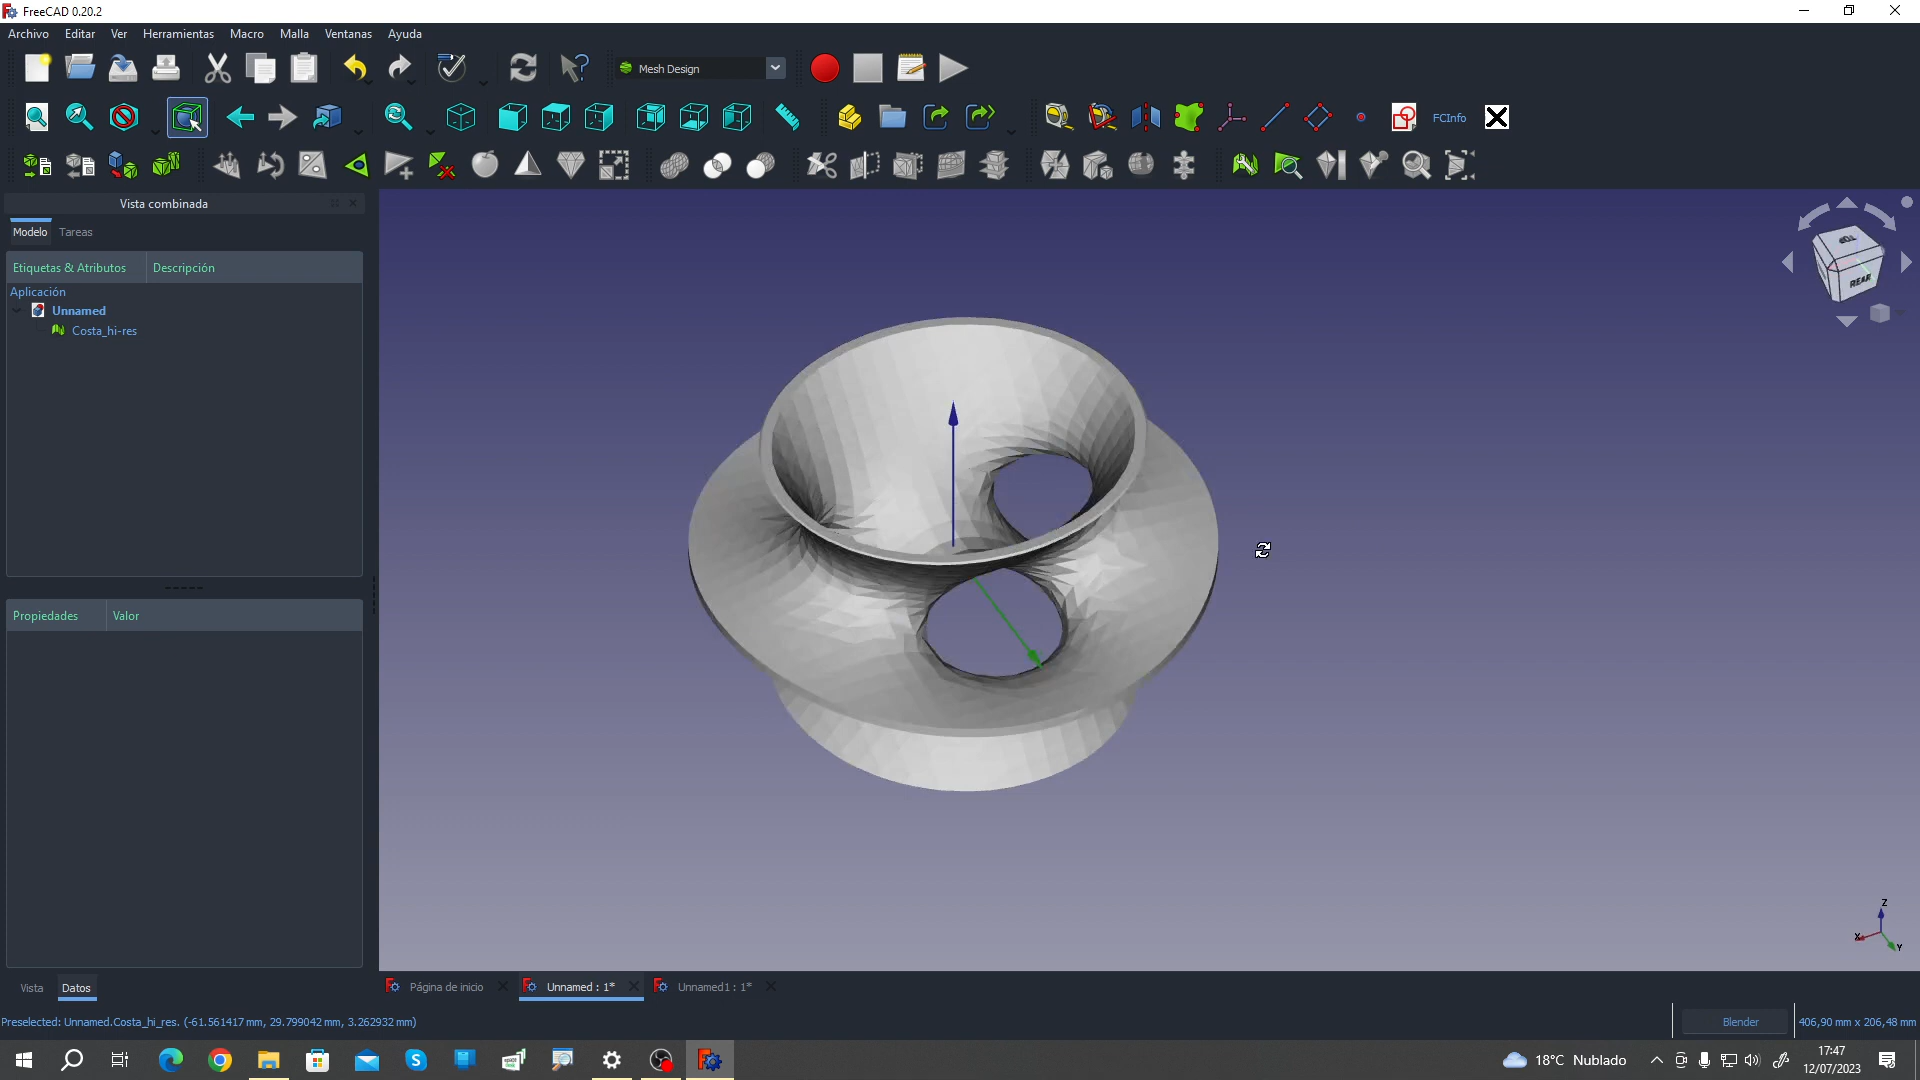 FreeCAD 0.20.2
Archivo Editar Ver Herramientas Macro Malla Ventanas Ayuda
Mesh Design
FCInfo
Vista combinada
Modelo Tareas
Etiquetas & Atributos Descripción
Aplicación
Unnamed
Costa_hi-res
TOP
REAR
Propiedades Valor
Z
X
Y
Vista Datos
Página de inicio Unnamed : 1* Unnamed1 : 1*
Preselected: Unnamed.Costa_hi_res. (-61.561417 mm, 29.799042 mm, 3.262932 mm)
Blender 406,90 mm x 206,48 mm
18°C Nublado
17:47
12/07/2023